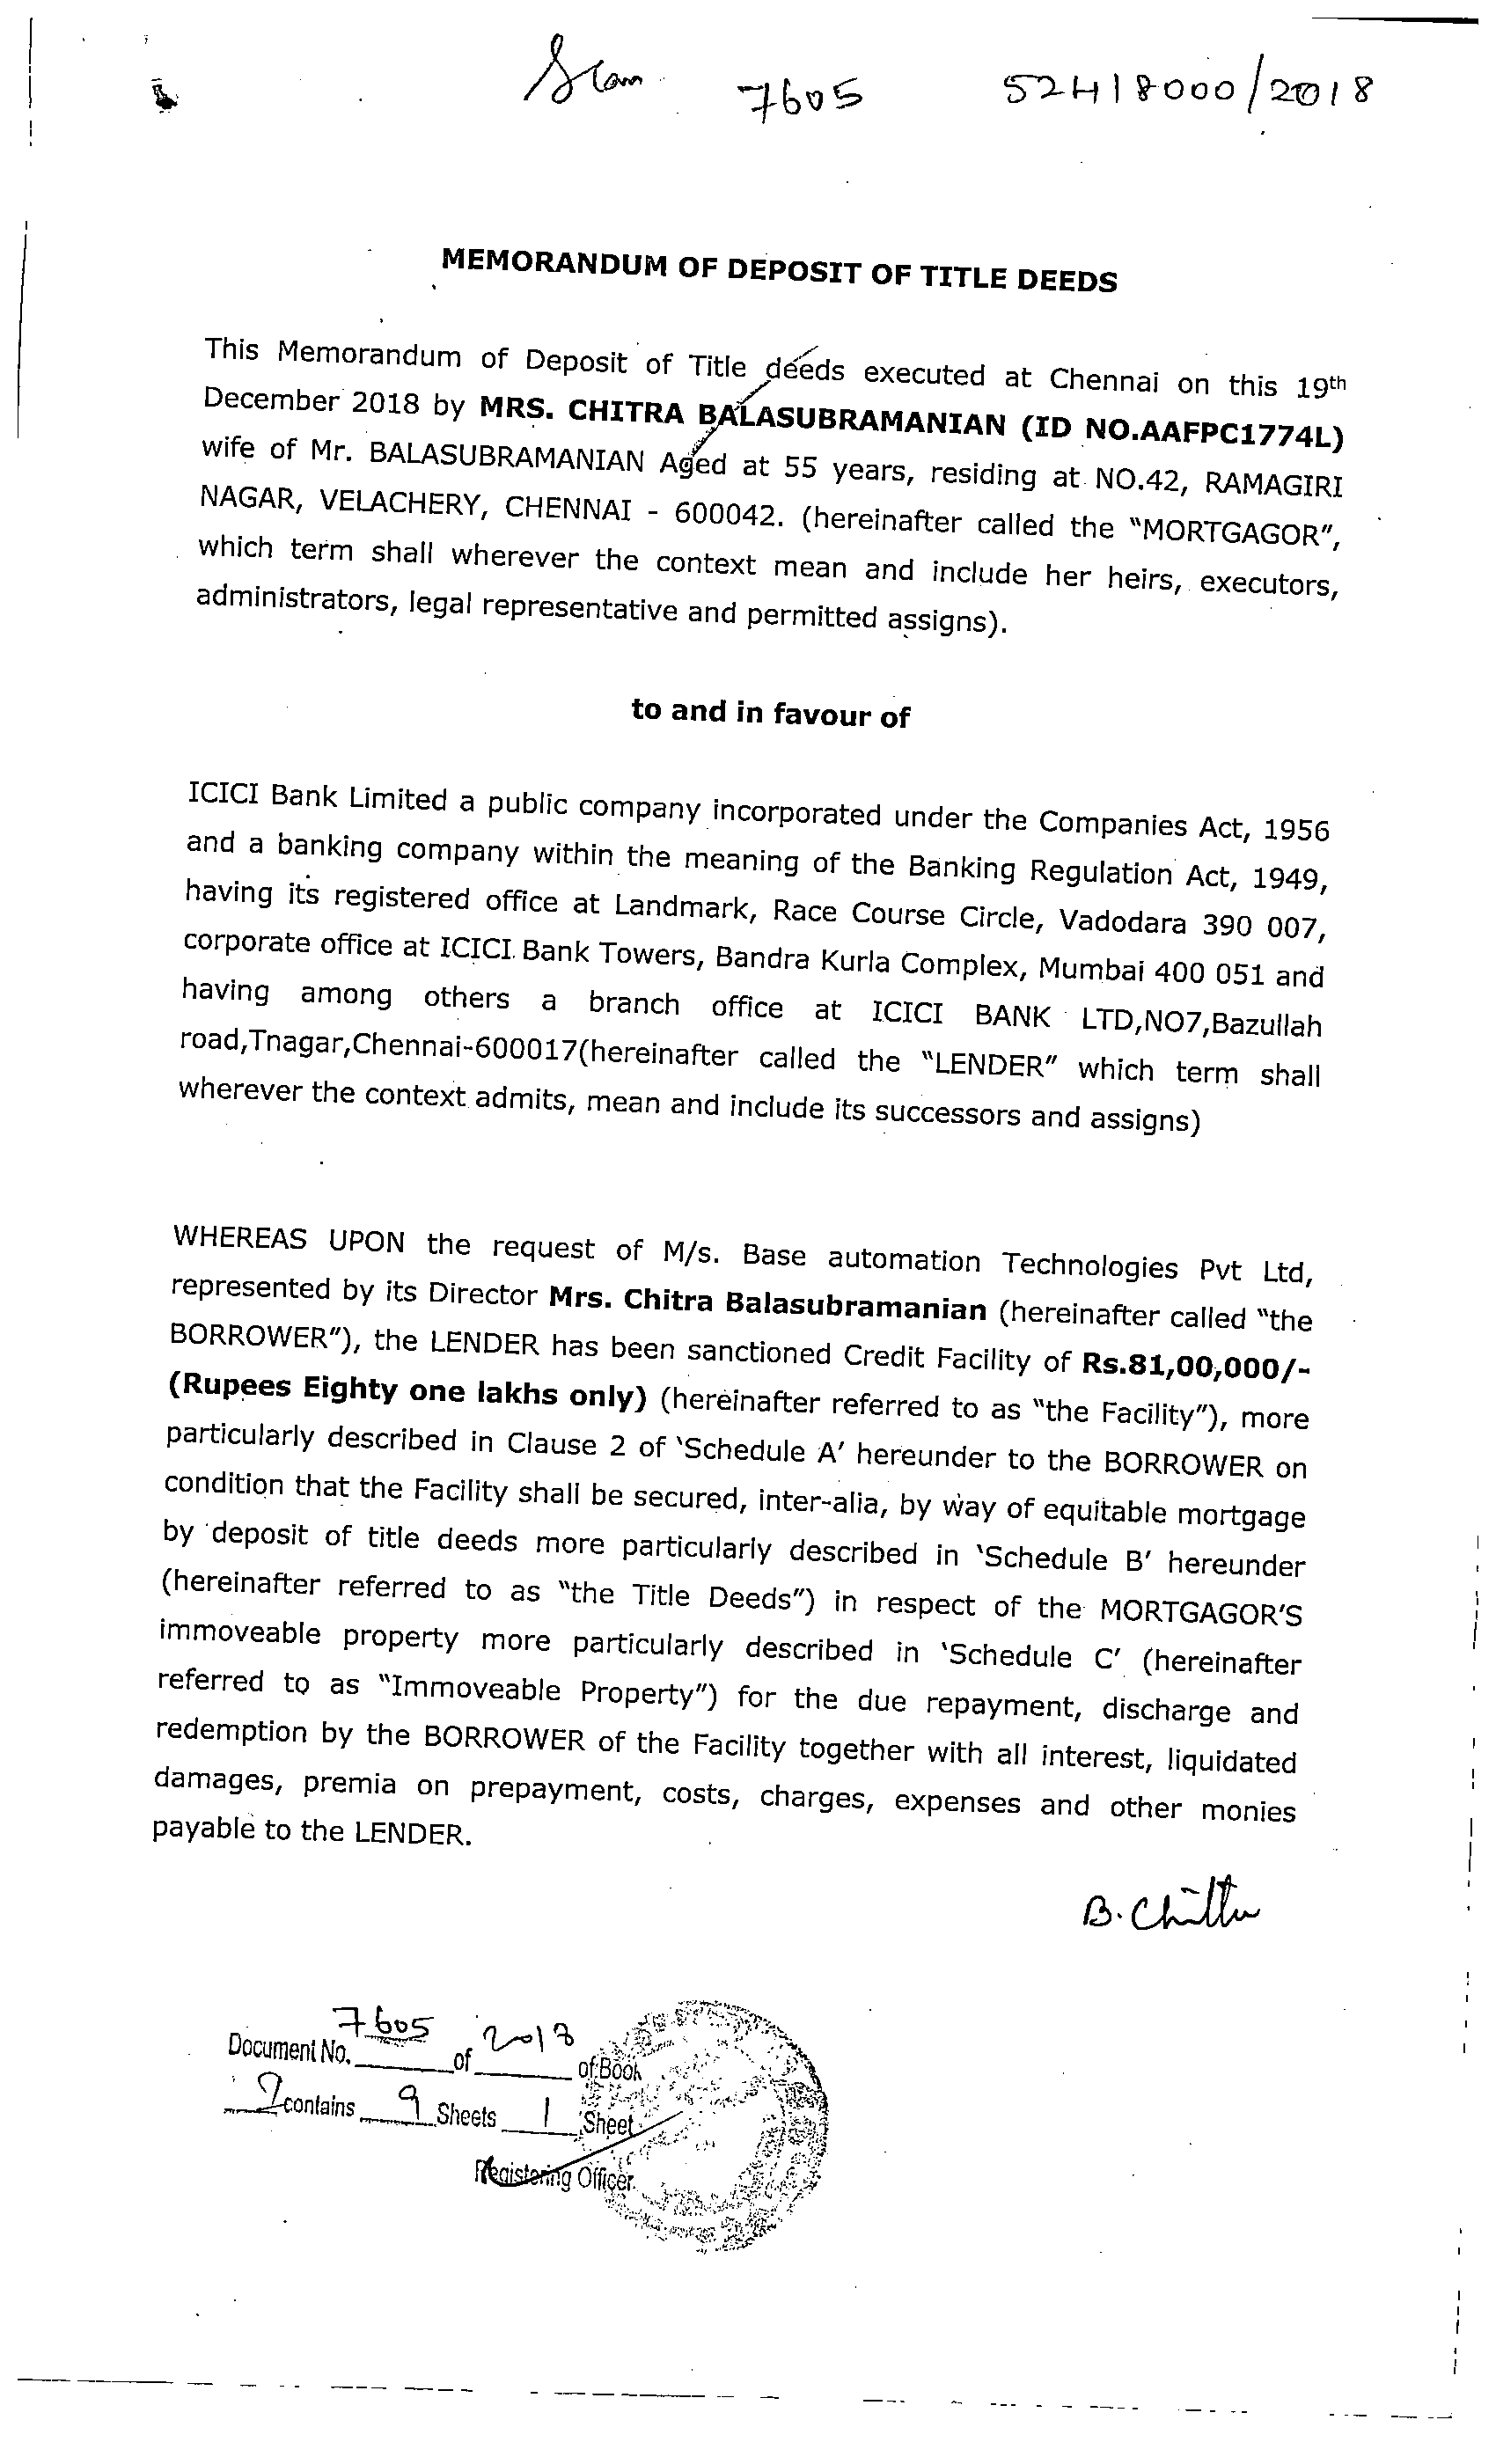 7605 52418000/2018
MEMORANDUM OF DEPOSIT OF TITLE DEEDS
This Memorandum of Deposit of Title deeds executed at Chennai on this 19th
December 2018 by MRS. CHITRA BALASUBRAMANIAN (ID NO.AAFPC1774L)
wife of Mr. BALASUBRAMANIAN Aged at 55 years, residing at NO.42, RAMAGIRI
NAGAR, VELACHERY, CHENNAI - 600042. (hereinafter called the "MORTGAGOR",
which term shall wherever the context mean and include her heirs, executors,
administrators, legal representative and permitted assigns).
to and in favour of
ICICI Bank Limited a public company incorporated under the Companies Act, 1956
and a banking company within the meaning of the Banking Regulation Act, 1949,
having its registered office at Landmark, Race Course Circle, Vadodara 390 007,
corporate office at ICICI Bank Towers, Bandra Kurla Complex, Mumbai 400 051 and
having among others a branch office at ICICI BANK LTD,NO7,Bazullah
road,Tnagar,Chennai-600017(hereinafter called the "LENDER" which term shall
wherever the context admits, mean and include its successors and assigns)
WHEREAS UPON the request of M/s. Base automation Technologies Pvt Ltd,
represented by its Director Mrs. Chitra Balasubramanian (hereinafter called "the
BORROWER"), the LENDER has been sanctioned Credit Facility of Rs.81,00,000/-
(Rupees Eighty one lakhs only) (hereinafter referred to as "the Facility"), more
particularly described in Clause 2 of 'Schedule A' hereunder to the BORROWER on
condition that the Facility shall be secured, inter-alia, by way of equitable mortgage
by deposit of title deeds more particularly described in 'Schedule B' hereunder
(hereinafter referred to as "the Title Deeds") in respect of the MORTGAGOR'S
immoveable property more particularly described in 'Schedule C' (hereinafter
referred to as "Immoveable Property") for the due repayment, discharge and
redemption by the BORROWER of the Facility together with all interest, liquidated
damages, premia on prepayment, costs, charges, expenses and other monies
payable to the LENDER.
B. Chitra
Document No. 7605 of 2018 of Book
contains 9 Sheets 1 Sheet
Registering Officer